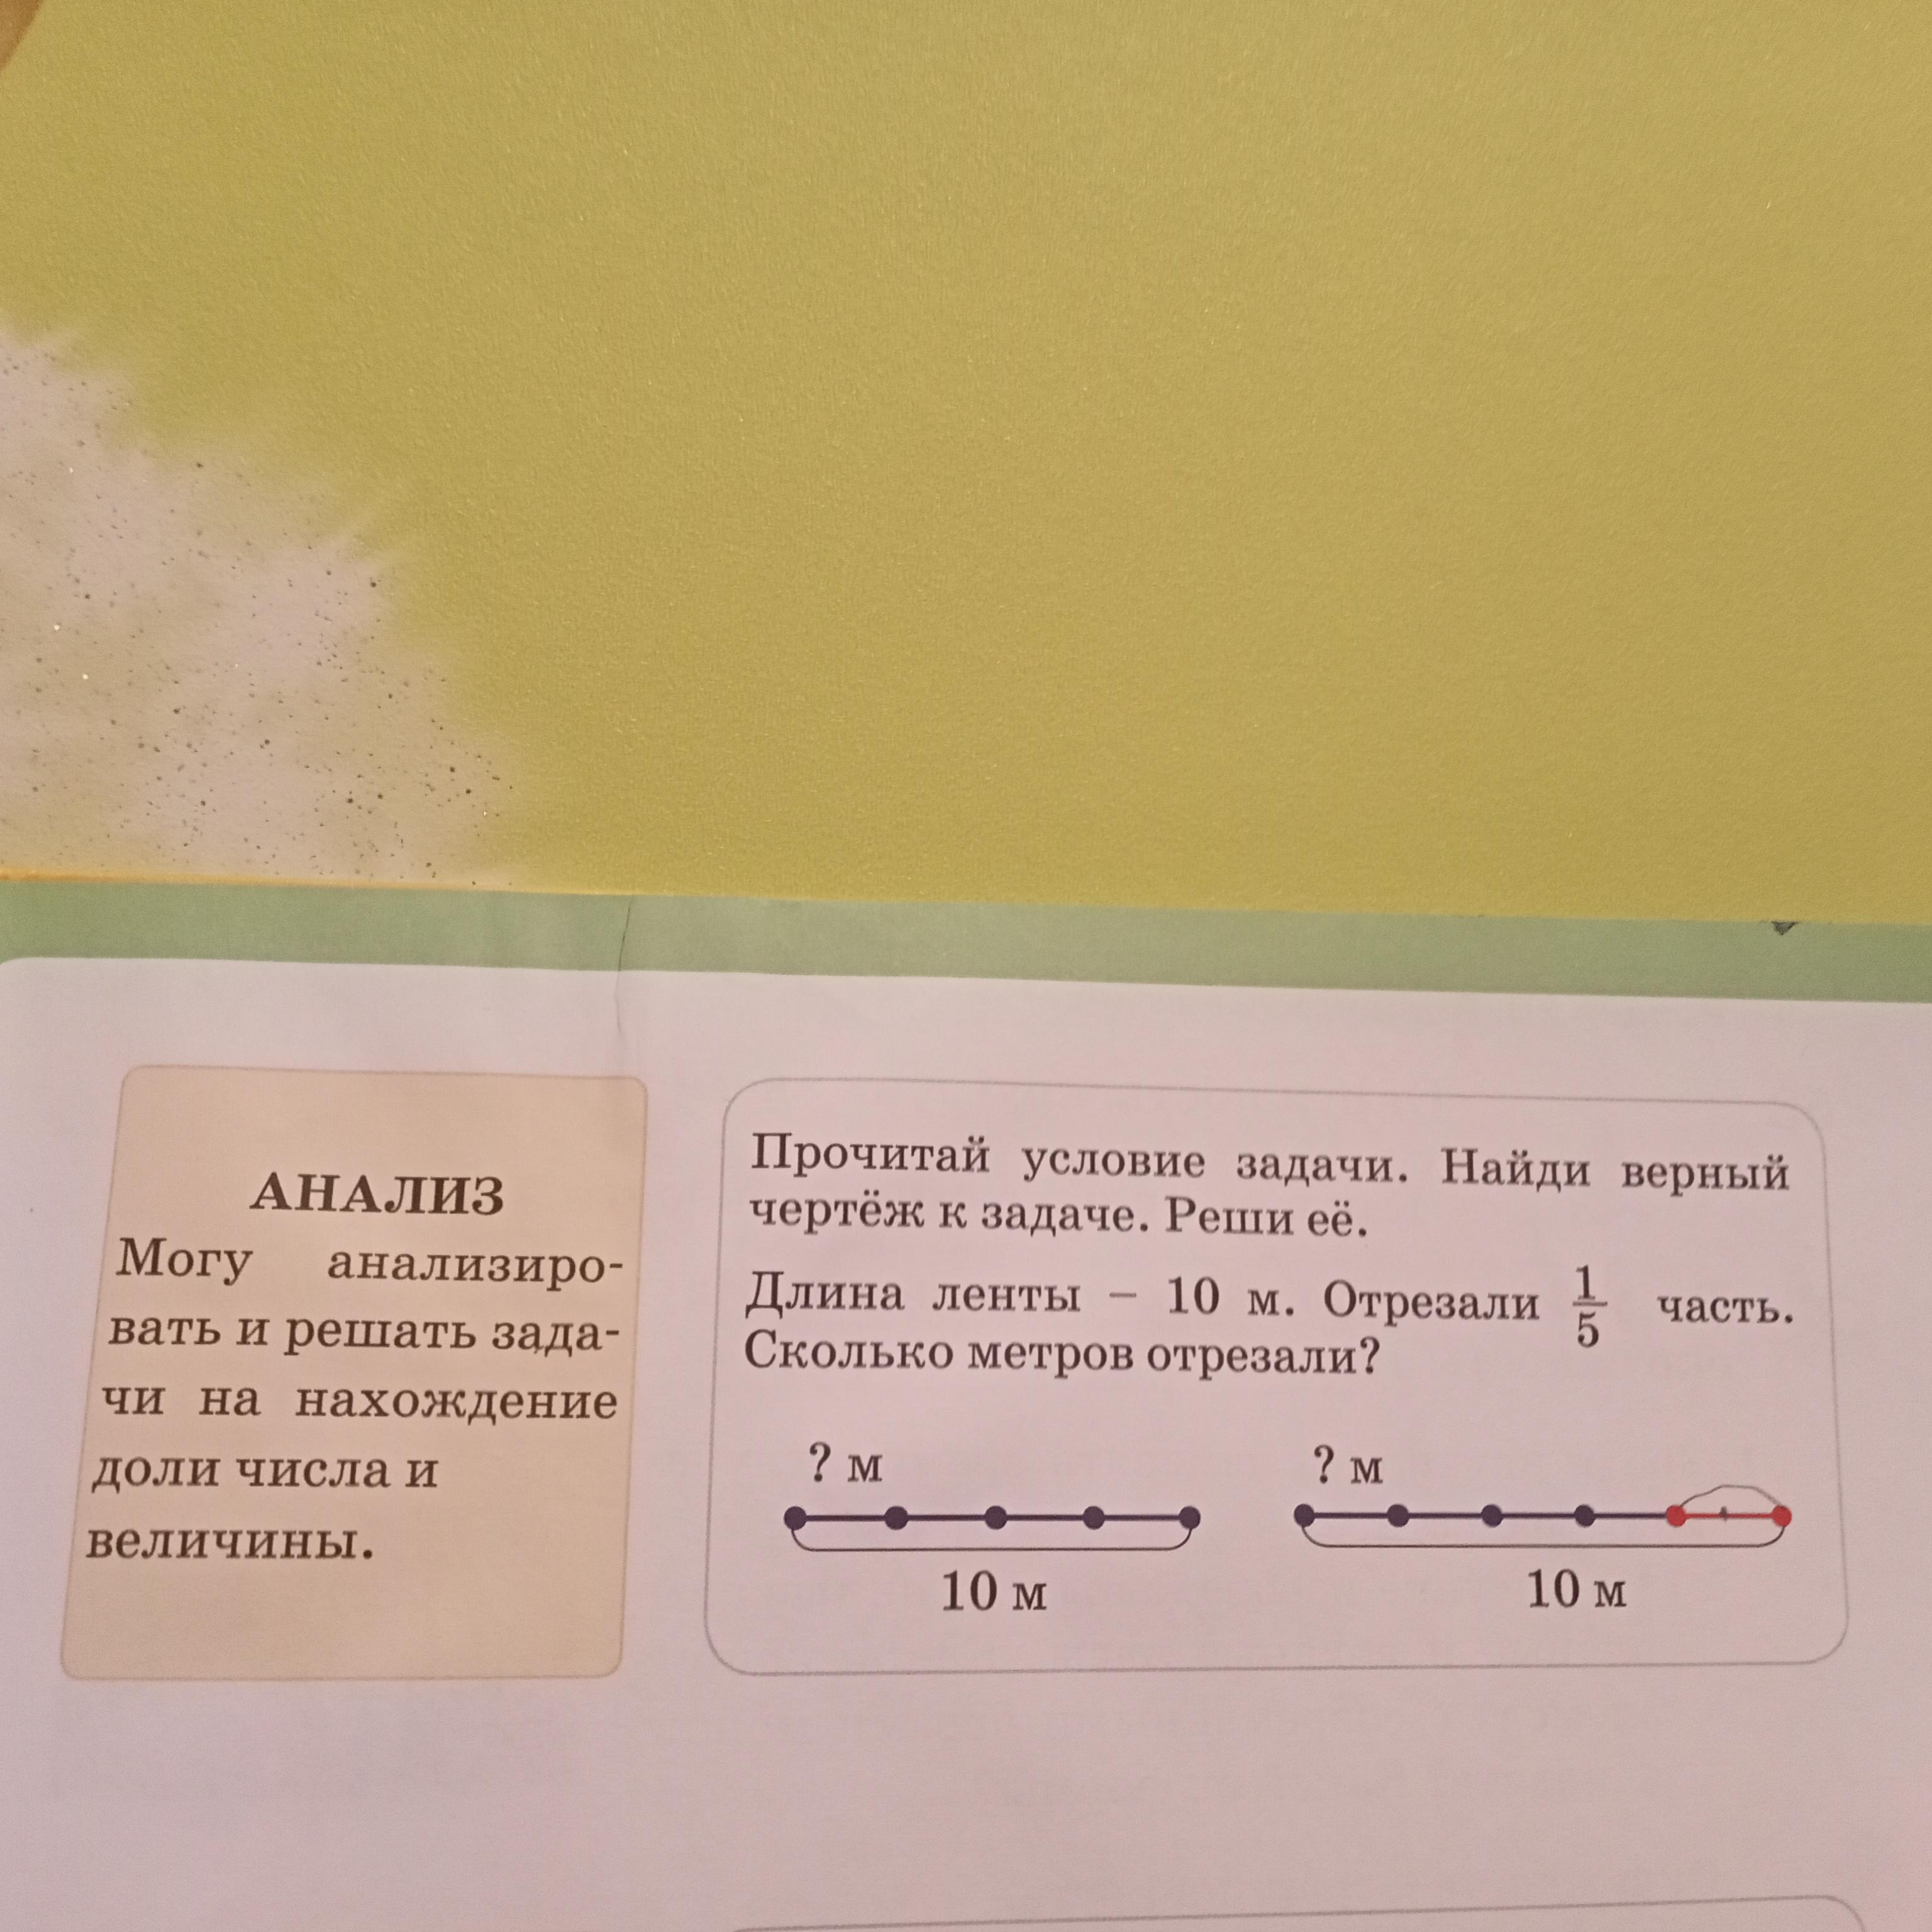 АНАЛИЗ
Могу анализиро-
вать и решать зада-
чи на нахождение
доли числа и
величины.
Прочитай условие задачи. Найди верный
чертёж к задаче. Реши её.
Длина ленты – 10 м. Отрезали 1/5 часть.
Сколько метров отрезали?
? м
10 м
? м
10 м